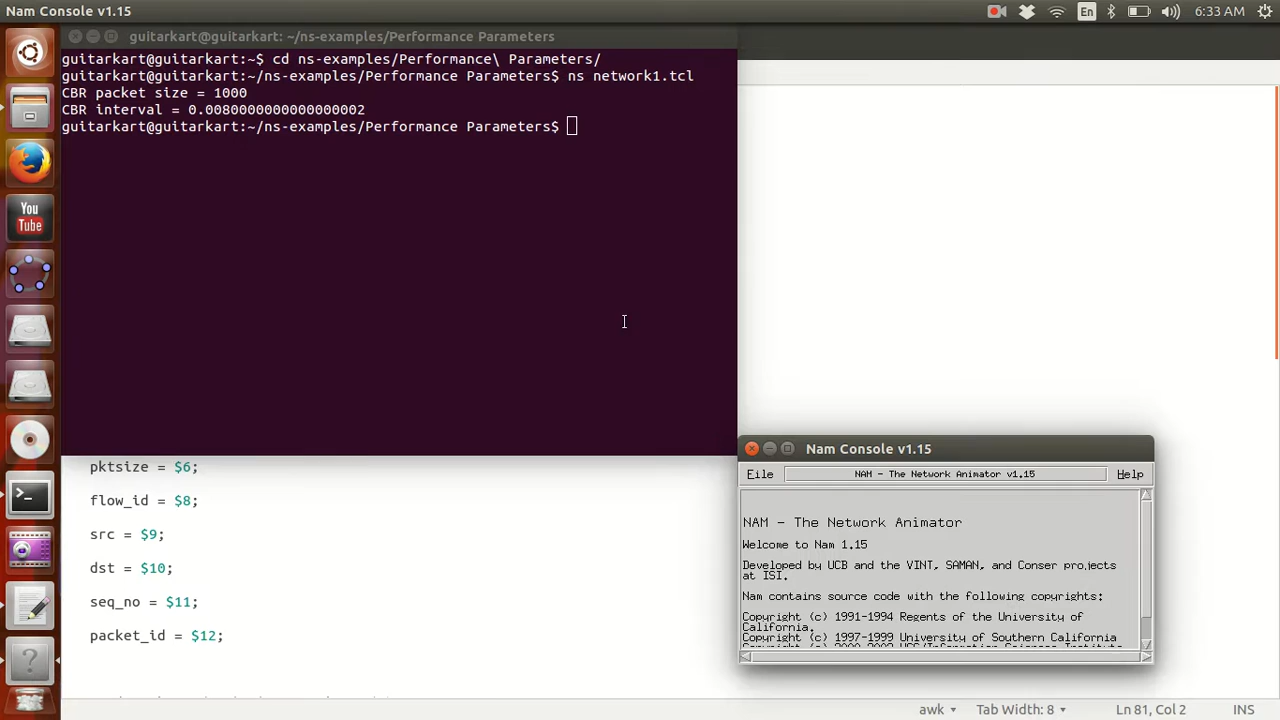 Nam Console v1.15
En
6:33 AM
guitarkart@guitarkart: ~/ns-examples/Performance Parameters
guitarkart@guitarkart:~$ cd ns-examples/Performance\ Parameters/
guitarkart@guitarkart:~/ns-examples/Performance Parameters$ ns network1.tcl
CBR packet size = 1000
CBR interval = 0.0080000000000000002
guitarkart@guitarkart:~/ns-examples/Performance Parameters$
You
Tube
pktsize = $6;
flow_id = $8;
src = $9;
dst = $10;
seq_no = $11;
packet_id = $12;
Nam Console v1.15
File
NAM - The Network Animator v1.15
Help
NAM - The Network Animator
Welcome to Nam 1.15
Developed by UCB and the VINT, SAMAN, and Conser projects
at ISI.
Nam contains source code with the following copyrights:
Copyright (c) 1991-1994 Regents of the University of
California.
Copyright (c) 1997-1999 University of Southern California
awk
Tab Width: 8
Ln 81, Col 2
INS